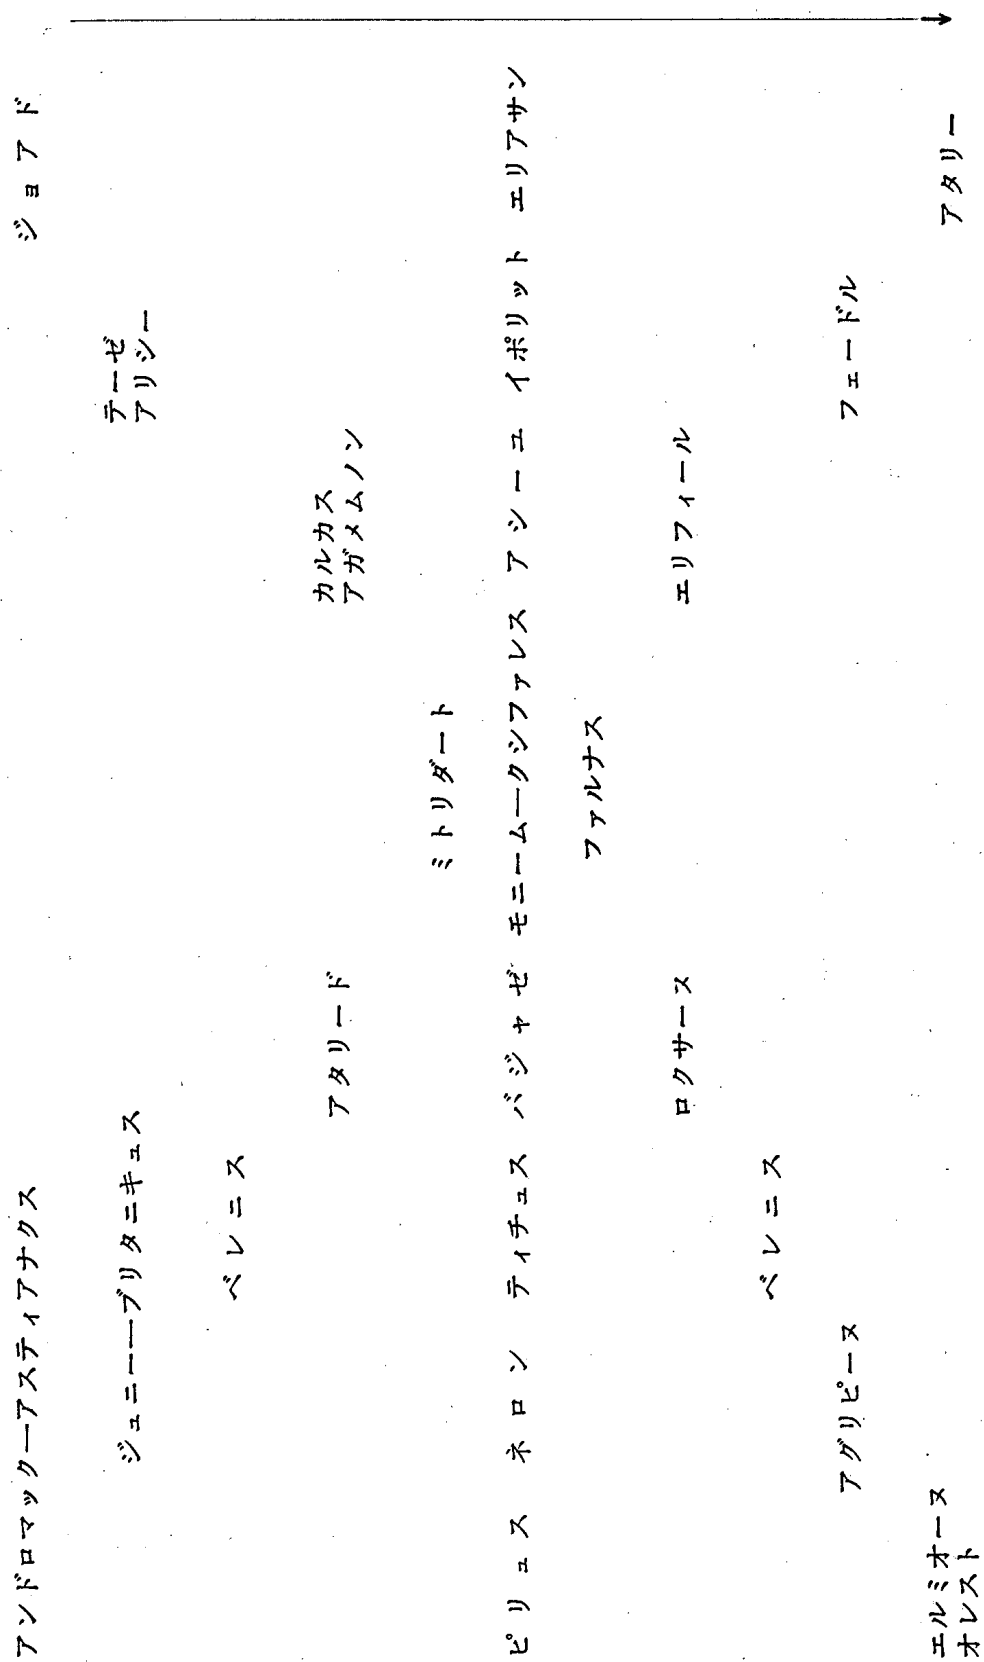 アンドロマック―アスティアナクス　ジョアド
テーゼ
ジュニー――ブリタニキュス
アリシー
ベレニス
カルカス
アタリード
アガメムノン
ミトリダート
ピリュス　ネロン　ティチュス　バジャゼ　モニーム―クシファレス　アシーユ　イポリット　エリアサン
ファルナス
ロクサーヌ　エリフィール
ベレニス
アグリピーヌ　フェードル
エルミオーヌ　アタリー
オレスト